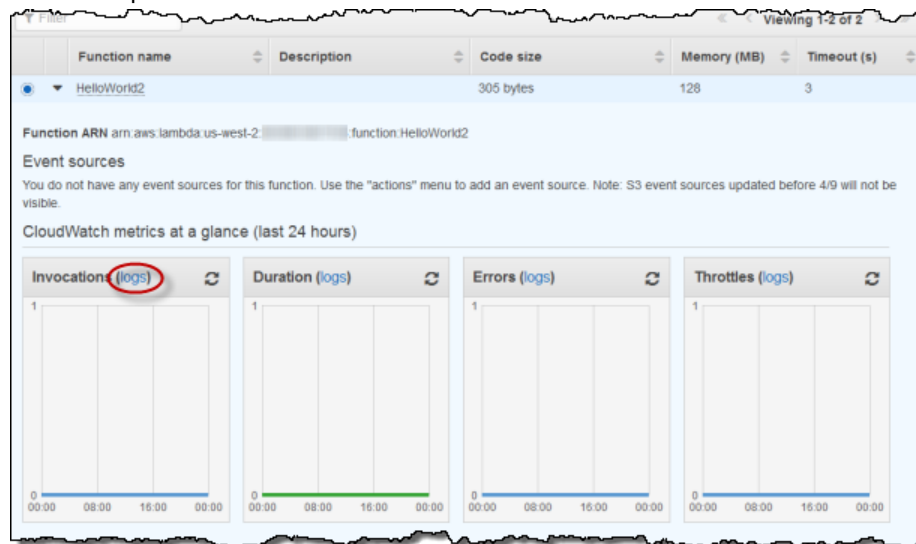 Filter
Viewing 1-2 of 2
Function name Description Code size Memory (MB) Timeout (s)
HelloWorld2 305 bytes 128 3
Function ARN arn:aws:lambda:us-west-2: :function:HelloWorld2
Event sources
You do not have any event sources for this function. Use the "actions" menu to add an event source. Note: S3 event sources updated before 4/9 will not be
visible.
CloudWatch metrics at a glance (last 24 hours)
Invocations (logs) Duration (logs) Errors (logs) Throttles (logs)
1 1 1 1
0 0 0 0
00:00 08:00 16:00 00:00 00:00 08:00 16:00 00:00 00:00 08:00 16:00 00:00 00:00 08:00 16:00 00:00